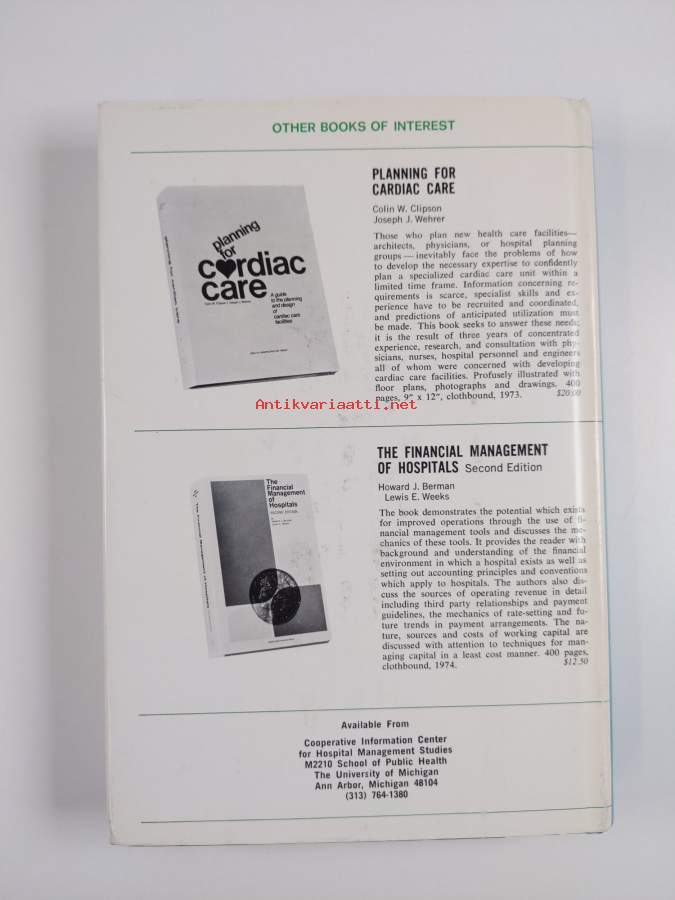 OTHER BOOKS OF INTEREST
PLANNING FOR
CARDIAC CARE
Colin W. Clipson
Joseph J. Wehrer
Those who plan new health care facilities—
architects, physicians, or hospital planning
groups — inevitably face the problems of how
to develop the necessary expertise to confidently
plan a specialized cardiac care unit within a
limited time frame. Information concerning re-
quirements is scarce, specialist skills and ex-
perience have to be recruited and coordinated,
and predictions of anticipated utilization must
be made. This book seeks to answer these needs;
it is the result of three years of concentrated
experience, research, and consultation with phy-
sicians, nurses, hospital personnel and engineers
all of whom were concerned with developing
cardiac care facilities. Profusely illustrated with
floor plans, photographs and drawings. 400
pages, 9" x 12", clothbound, 1973. $20.00
planning
for
cardiac
care
A guide
to the planning
and design
of
cardiac care
facilities
Antikvariaatti.net
THE FINANCIAL MANAGEMENT
OF HOSPITALS Second Edition
Howard J. Berman
Lewis E. Weeks
The book demonstrates the potential which exists
for improved operations through the use of fi-
nancial management tools and discusses the me-
chanics of these tools. It provides the reader with
background and understanding of the financial
environment in which a hospital exists as well as
setting out accounting principles and conventions
which apply to hospitals. The authors also dis-
cuss the sources of operating revenue in detail
including third party relationships and payment
guidelines, the mechanics of rate-setting and fu-
ture trends in payment arrangements. The na-
ture, sources and costs of working capital are
discussed with attention to techniques for man-
aging capital in a least cost manner. 400 pages,
clothbound, 1974. $12.50
The
Financial
Management
of
Hospitals
SECOND EDITION
Available From
Cooperative Information Center
for Hospital Management Studies
M2210 School of Public Health
The University of Michigan
Ann Arbor, Michigan 48104
(313) 764-1380